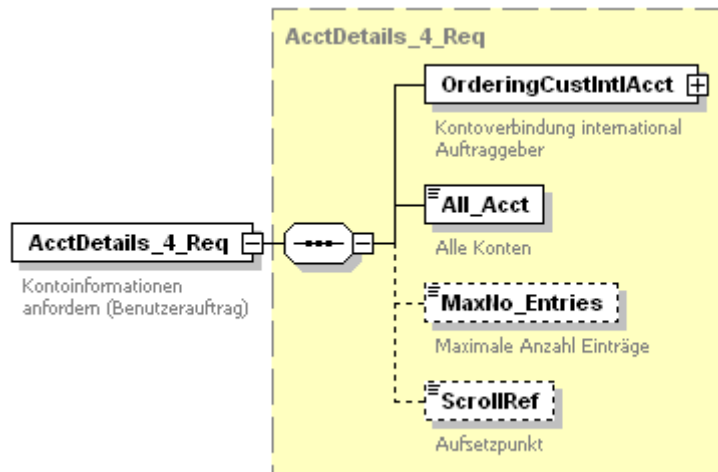 AcctDetails_4_Req
OrderingCustIntlAcct
Kontoverbindung international
Auftraggeber
All_Acct
Alle Konten
AcctDetails_4_Req
Kontoinformationen
anfordern (Benutzerauftrag)
MaxNo_Entries
Maximale Anzahl Einträge
ScrollRef
Aufsetzpunkt